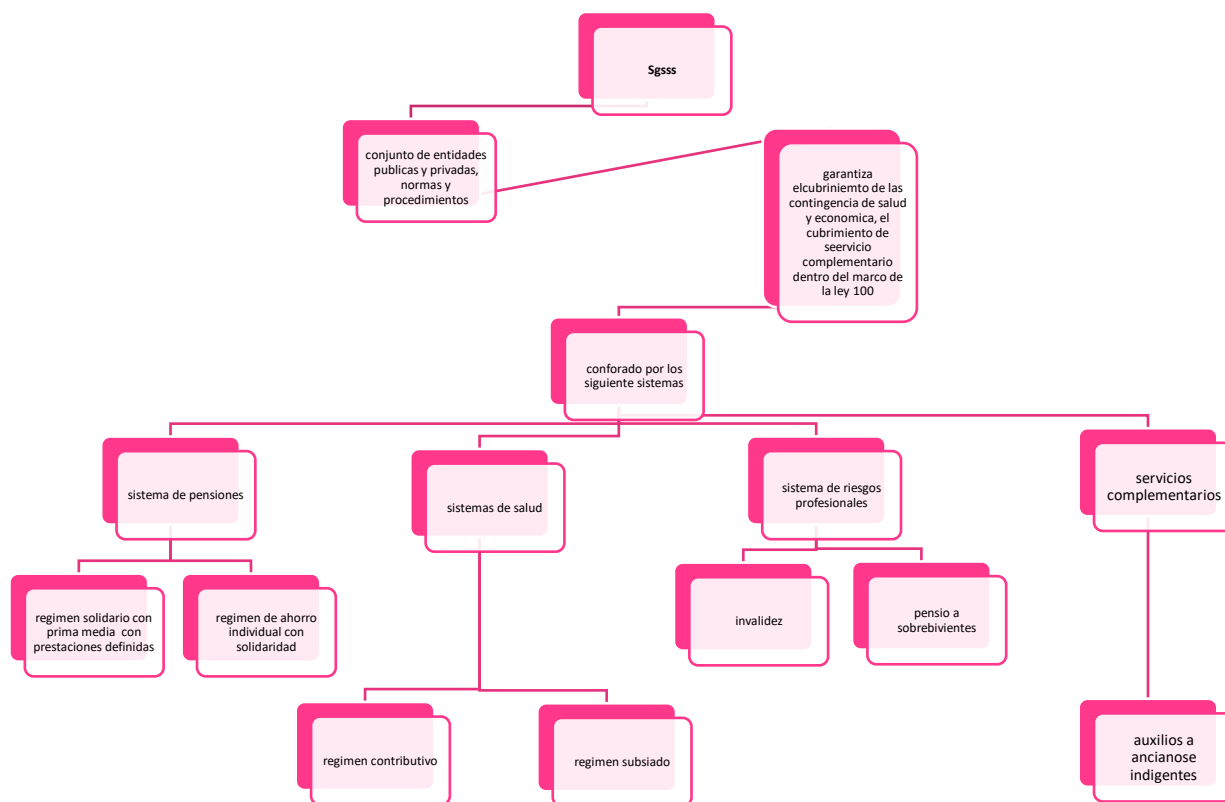 Sgsss
conjunto de entidades
publicas y privadas,
normas y
procedimientos
garantiza
elcubriniemto de las
contingencia de salud
y economica, el
cubrimiento de
seervicio
complementario
dentro del marco de
la ley 100
conforado por los
siguiente sistemas
sistema de pensiones
sistemas de salud
sistema de riesgos
profesionales
servicios
complementarios
regimen solidario con
prima media con
prestaciones definidas
regimen de ahorro
individual con
solidaridad
invalidez
pensio a
sobrebivientes
regimen contributivo
regimen subsiado
auxilios a
ancianose
indigentes